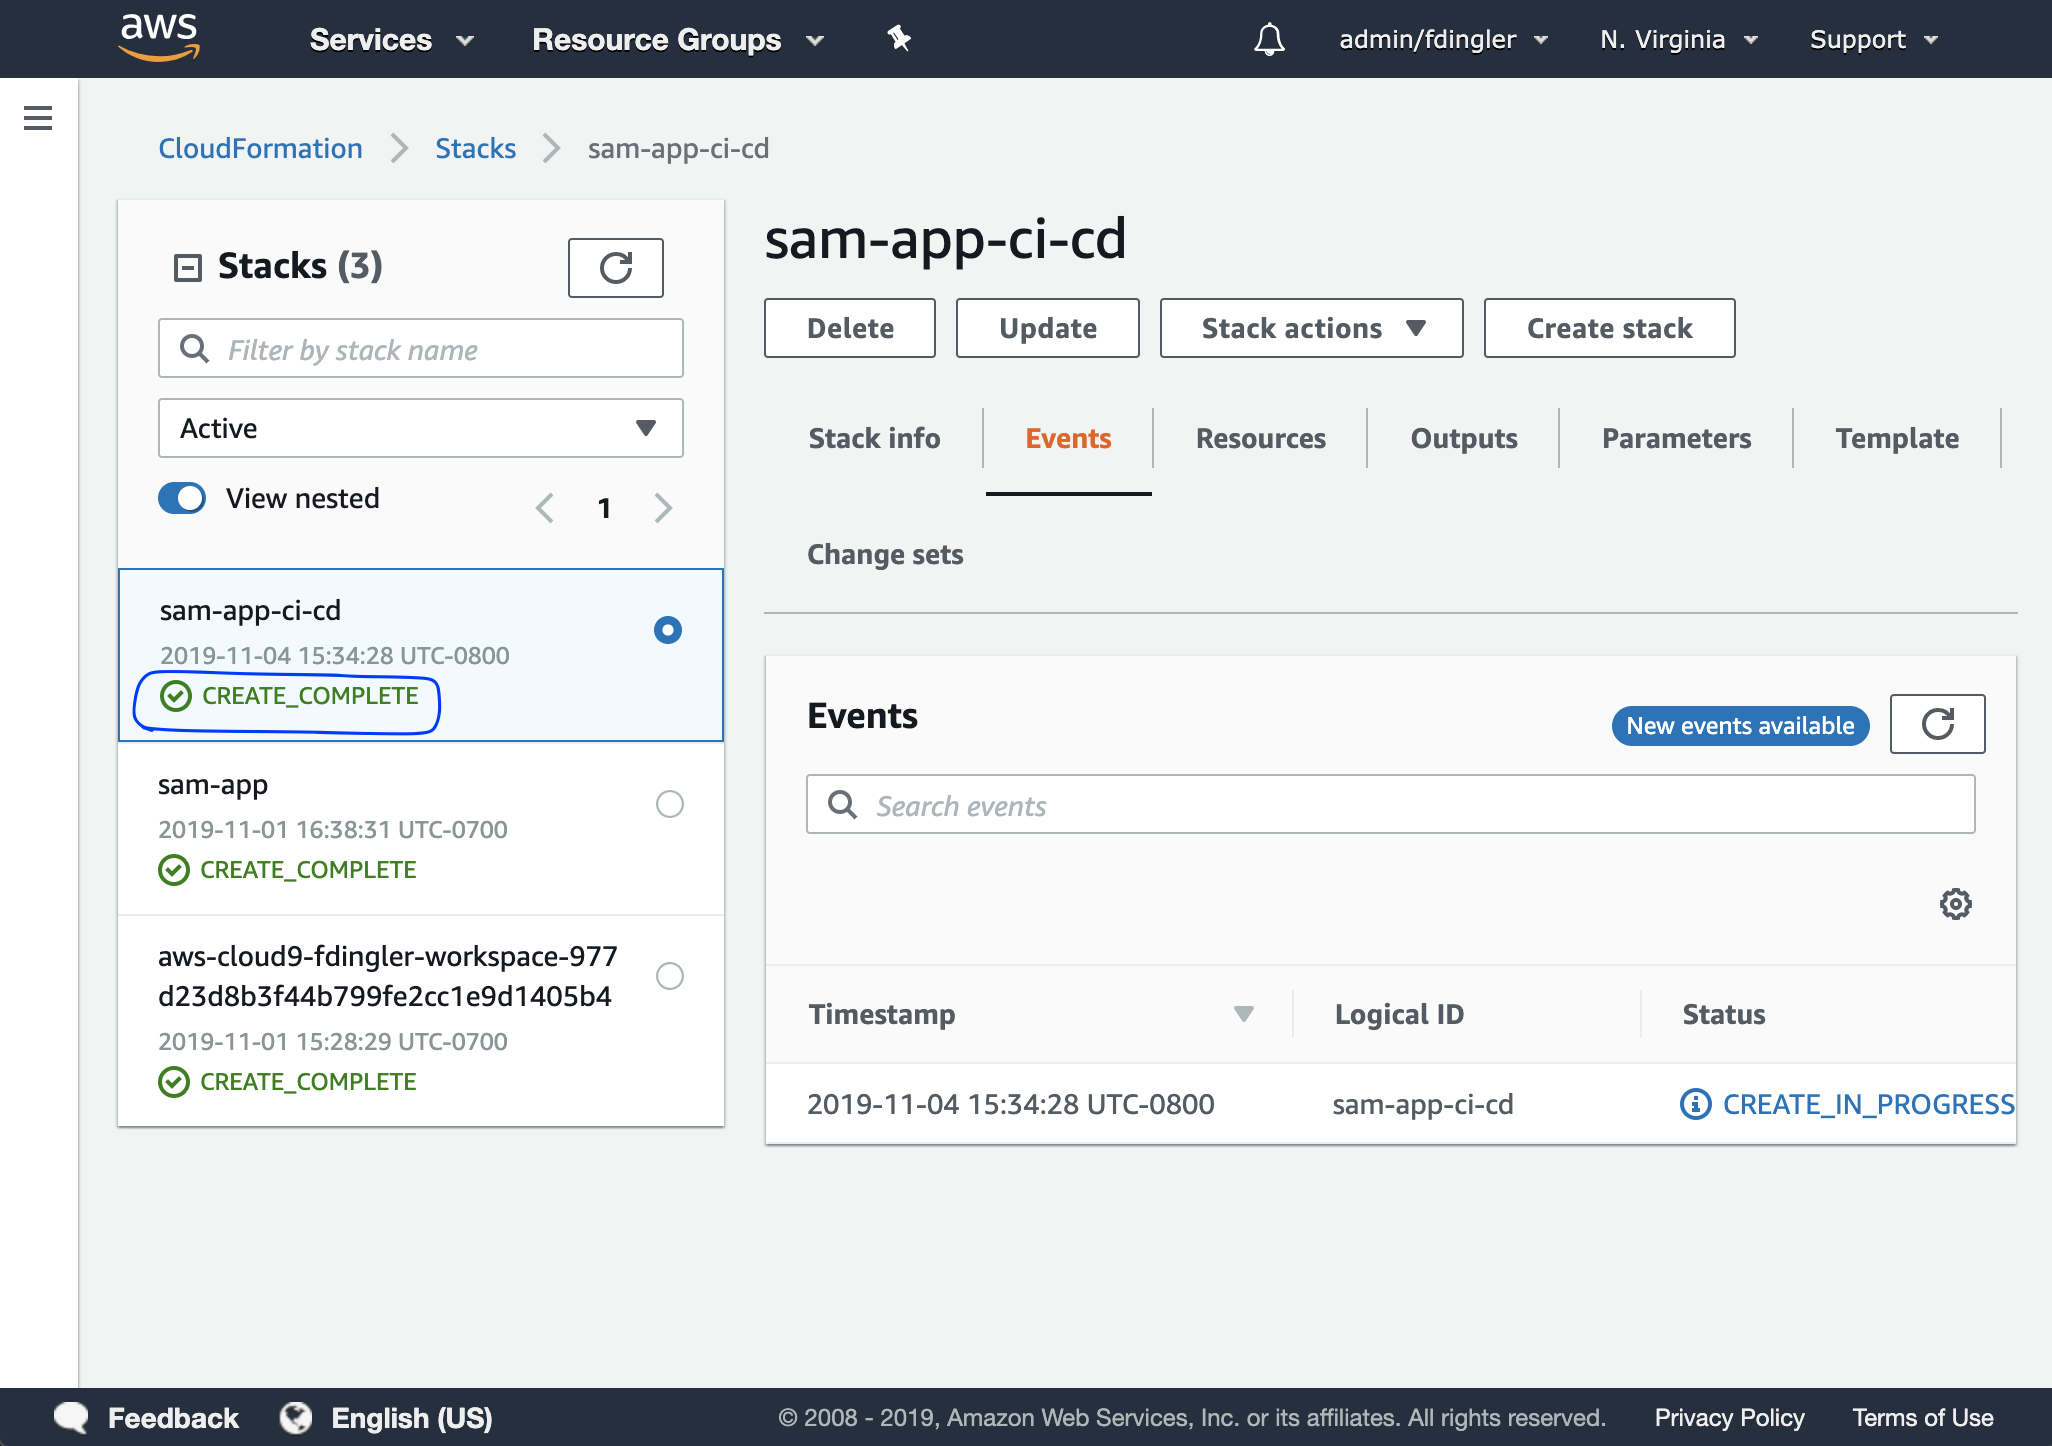 aws
Services
Resource Groups
admin/fdingler
N. Virginia
Support
CloudFormation
Stacks
sam-app-ci-cd
Stacks (3)
Filter by stack name
Active
View nested
1
sam-app-ci-cd
2019-11-04 15:34:28 UTC-0800
CREATE_COMPLETE
sam-app
2019-11-01 16:38:31 UTC-0700
CREATE_COMPLETE
aws-cloud9-fdingler-workspace-977
d23d8b3f44b799fe2cc1e9d1405b4
2019-11-01 15:28:29 UTC-0700
CREATE_COMPLETE
sam-app-ci-cd
Delete
Update
Stack actions
Create stack
Stack info
Events
Resources
Outputs
Parameters
Template
Change sets
Events
New events available
Search events
Timestamp
Logical ID
Status
2019-11-04 15:34:28 UTC-0800
sam-app-ci-cd
CREATE_IN_PROGRESS
Feedback
English (US)
© 2008 - 2019, Amazon Web Services, Inc. or its affiliates. All rights reserved.
Privacy Policy
Terms of Use